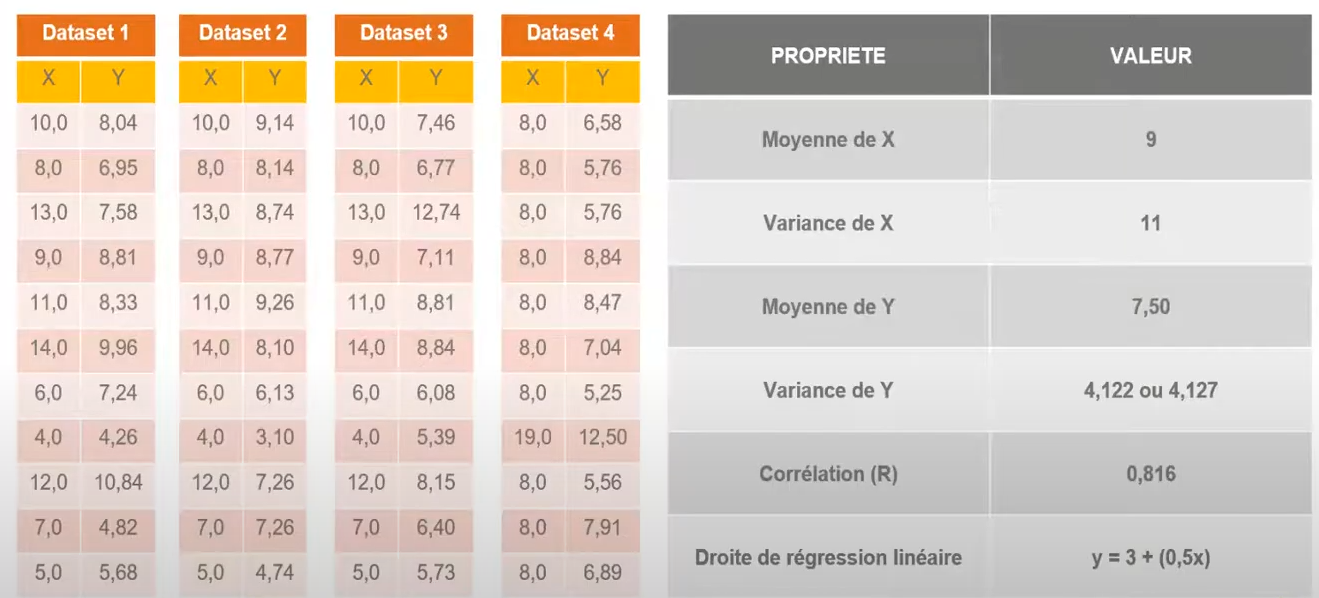 Dataset 1 Dataset 2 Dataset 3 Dataset 4
X Y X Y X Y X Y
10,0 8,04 10,0 9,14 10,0 7,46 8,0 6,58
8,0 6,95 8,0 8,14 8,0 6,77 8,0 5,76
13,0 7,58 13,0 8,74 13,0 12,74 8,0 5,76
9,0 8,81 9,0 8,77 9,0 7,11 8,0 8,84
11,0 8,33 11,0 9,26 11,0 8,81 8,0 8,47
14,0 9,96 14,0 8,10 14,0 8,84 8,0 7,04
6,0 7,24 6,0 6,13 6,0 6,08 8,0 5,25
4,0 4,26 4,0 3,10 4,0 5,39 19,0 12,50
12,0 10,84 12,0 7,26 12,0 8,15 8,0 5,56
7,0 4,82 7,0 7,26 7,0 6,40 8,0 7,91
5,0 5,68 5,0 4,74 5,0 5,73 8,0 6,89
PROPRIETE VALEUR
Moyenne de X 9
Variance de X 11
Moyenne de Y 7,50
Variance de Y 4,122 ou 4,127
Corrélation (R) 0,816
Droite de régression linéaire y = 3 + (0,5x)